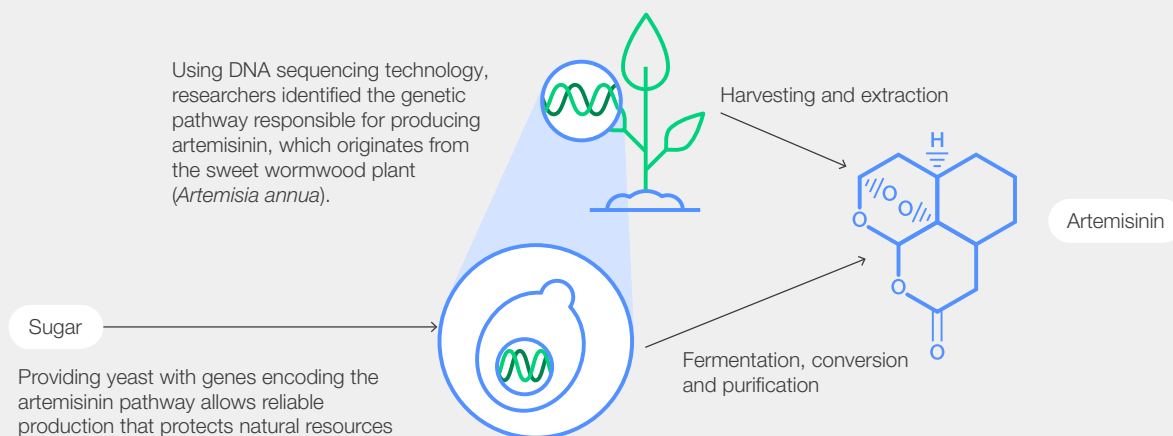 Using DNA sequencing technology,
researchers identified the genetic
pathway responsible for producing
artemisinin, which originates from
the sweet wormwood plant
(Artemisia annua).
Harvesting and extraction
H
O
O
O
O
O
Artemisinin
Sugar
Providing yeast with genes encoding the
artemisinin pathway allows reliable
production that protects natural resources
Fermentation, conversion
and purification